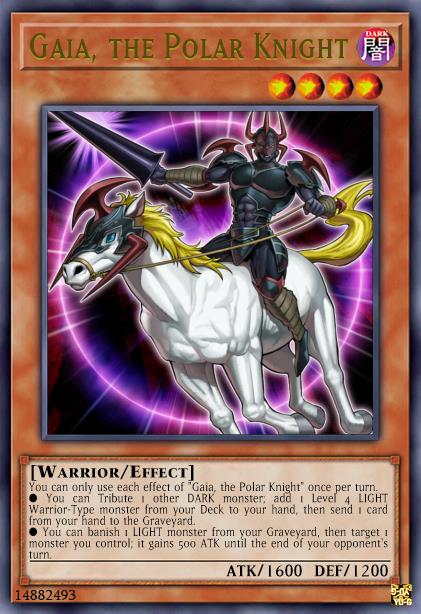 GAIA, THE POLAR KNIGHT
DARK
闇
[WARRIOR/EFFECT]
You can only use each effect of "Gaia, the Polar Knight" once per turn.
● You can Tribute 1 other DARK monster; add 1 Level 4 LIGHT
Warrior-Type monster from your Deck to your hand, then send 1 card
from your hand to the Graveyard.
● You can banish 1 LIGHT monster from your Graveyard, then target 1
monster you control; it gains 500 ATK until the end of your opponent's
turn.
ATK/1600 DEF/1200
14882493